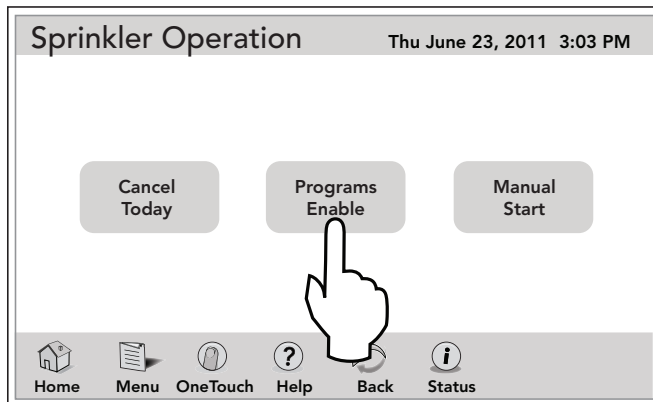 Sprinkler Operation
Thu June 23, 2011 3:03 PM
Cancel
Today
Programs
Enable
Manual
Start
?
i
Home Menu OneTouch Help Back Status